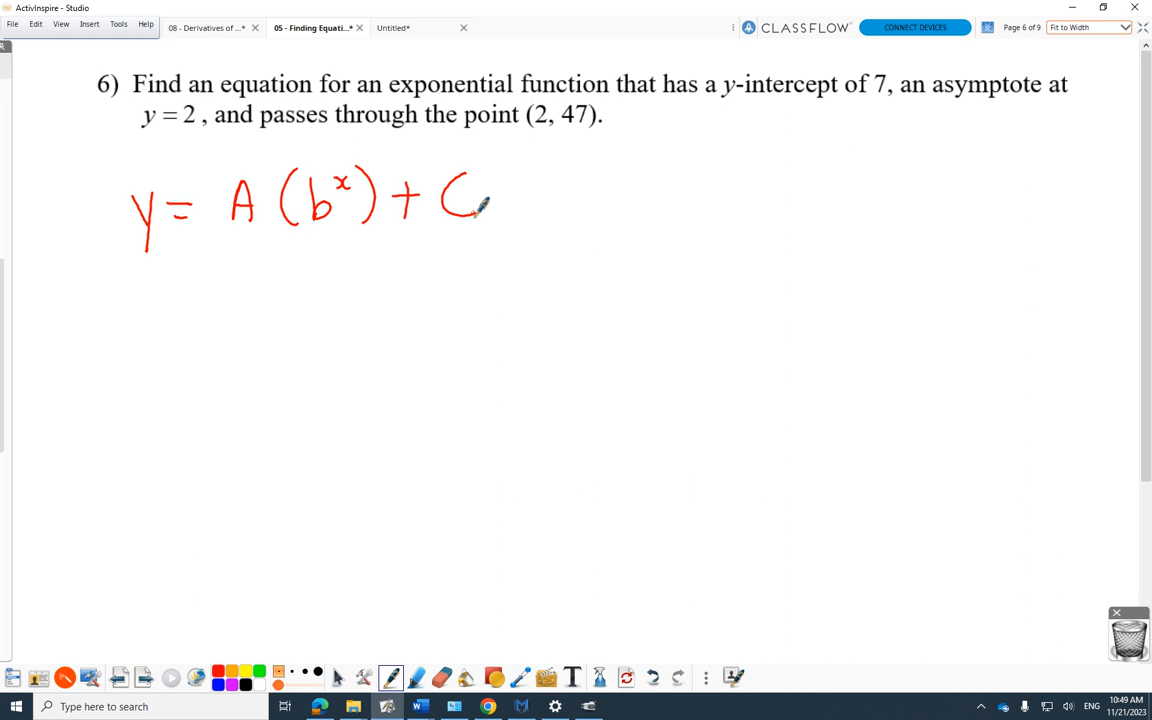 ActivInspire - Studio
File Edit View Insert Tools Help
08 - Derivatives of ...*
05 - Finding Equati...*
Untitled*
CLASSFLOW
CONNECT DEVICES
Page 6 of 9
Fit to Width
6) Find an equation for an exponential function that has a y-intercept of 7, an asymptote at
y = 2 , and passes through the point (2, 47).
y = A (b^x) + C
Type here to search
ENG
10:49 AM
11/21/2023